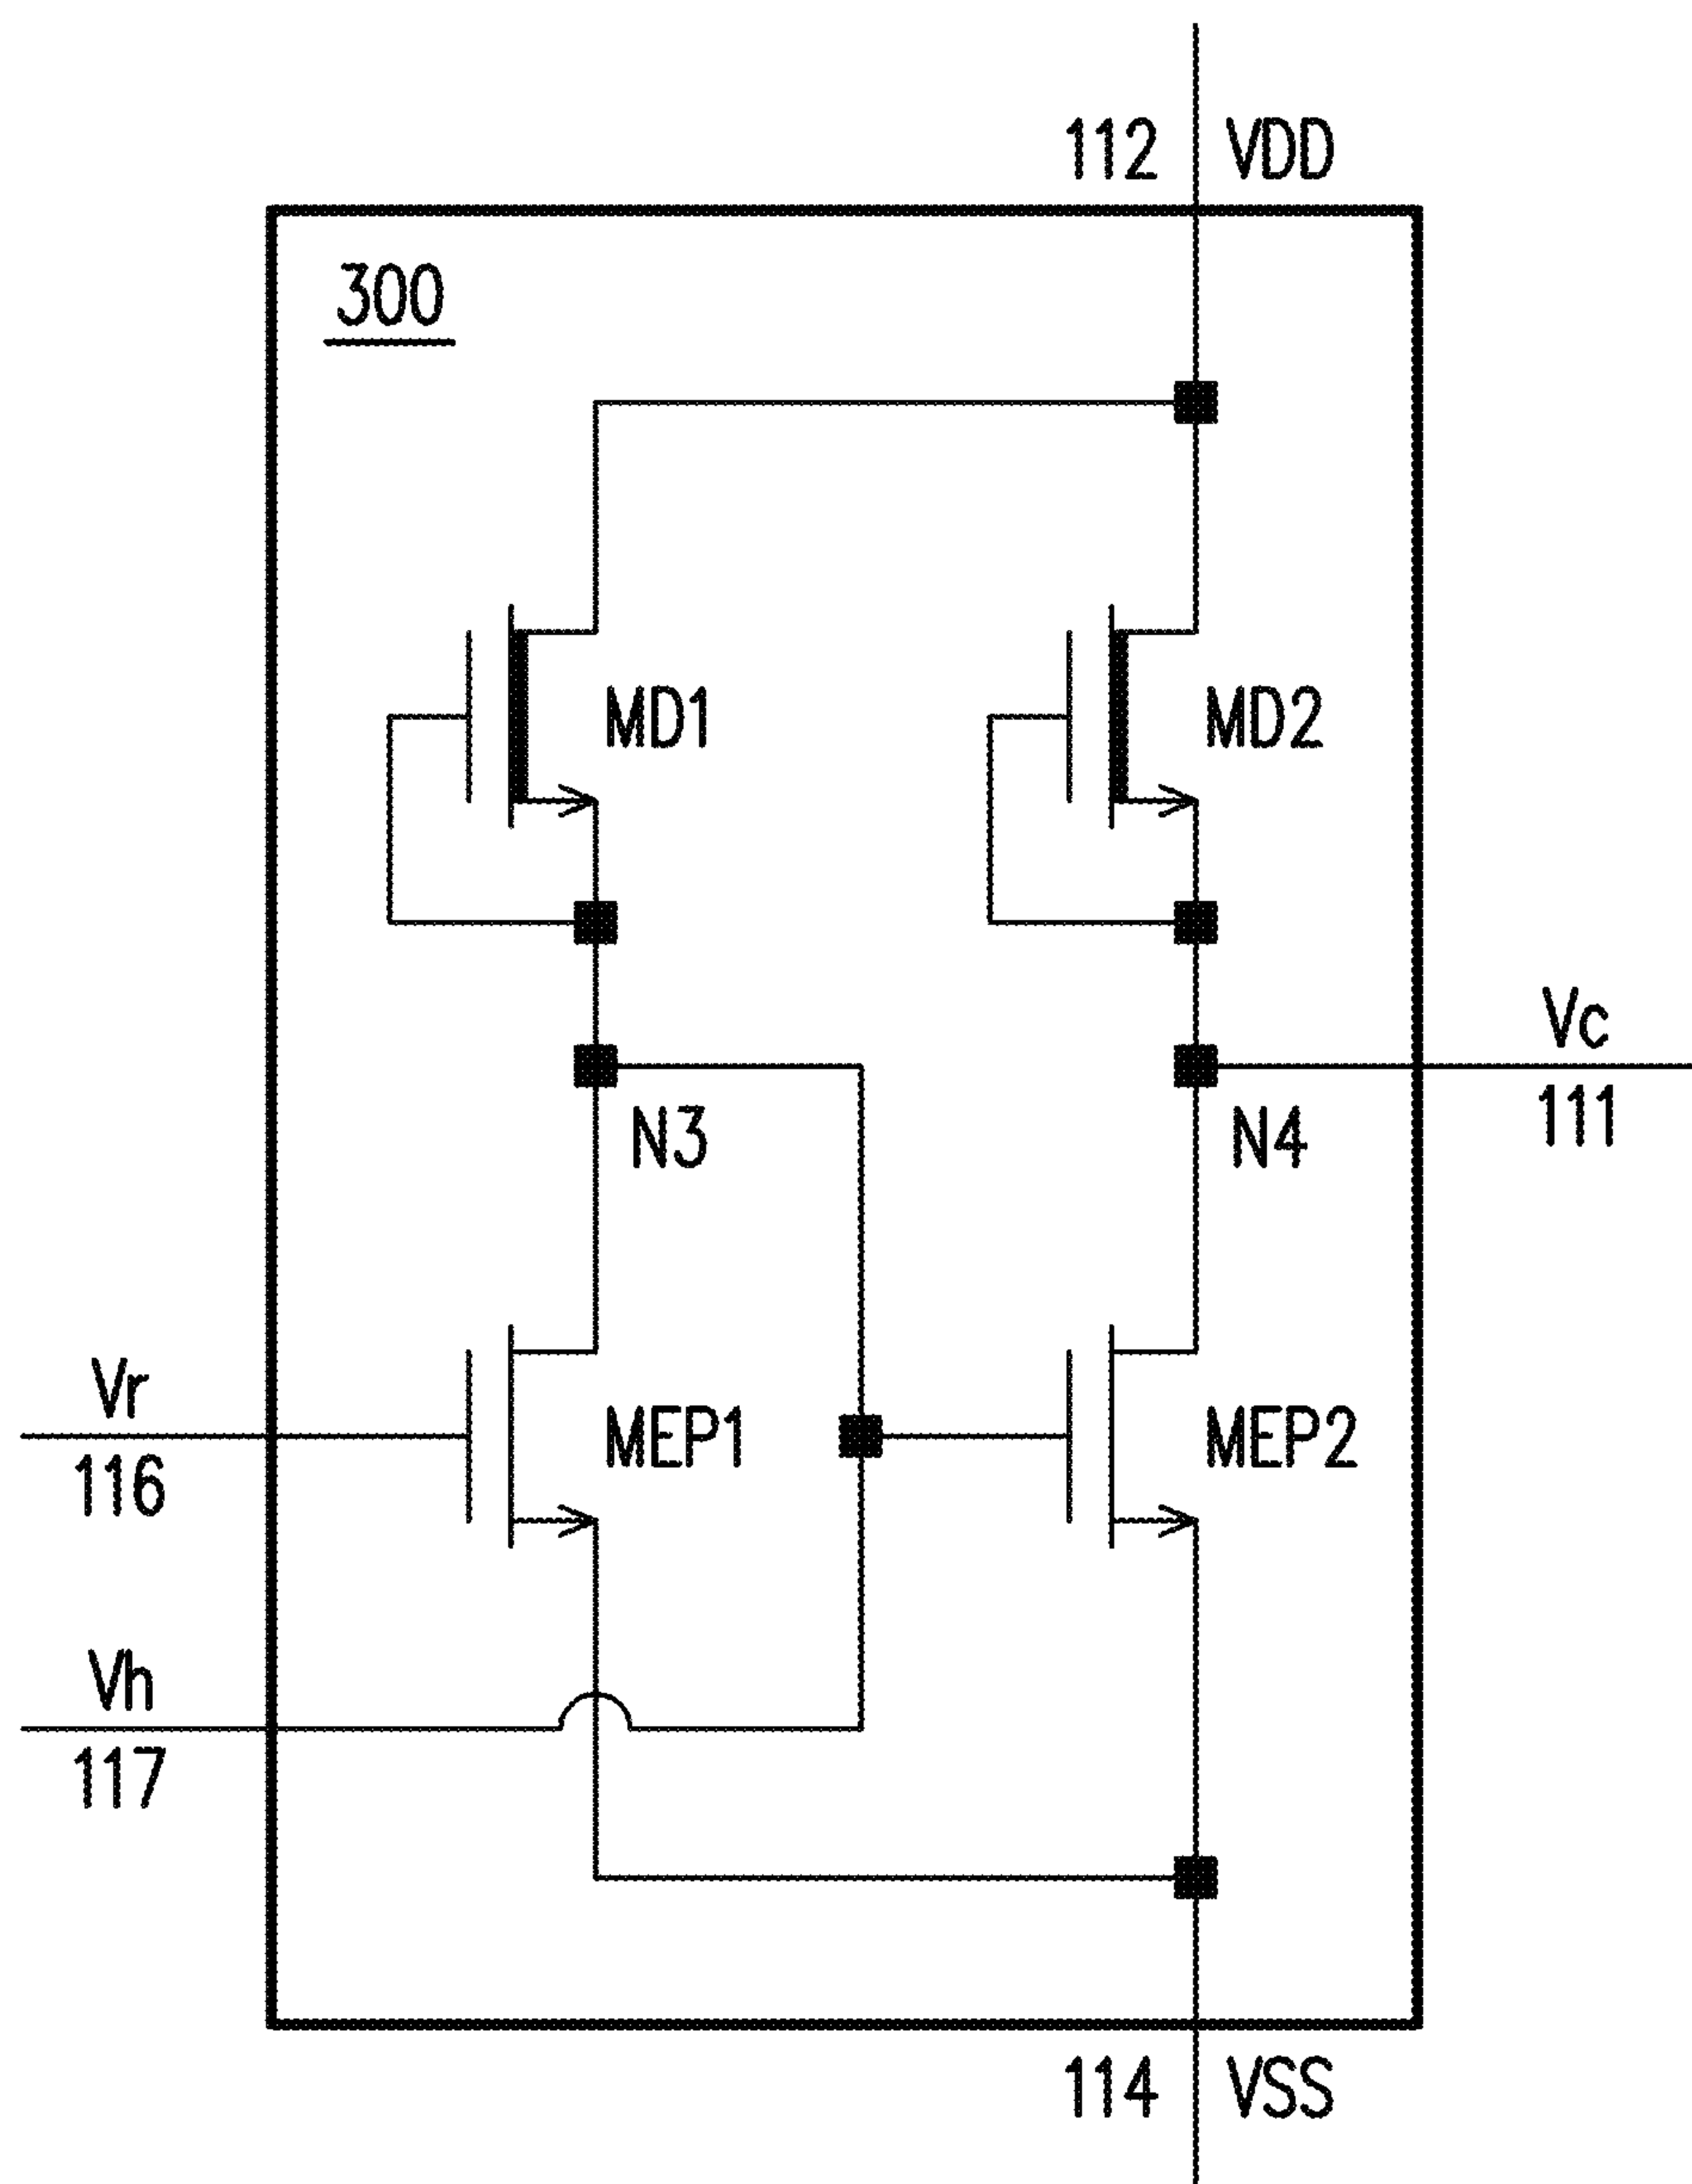 112 VDD
300
MD1 MD2
Vc
111
N3 N4
Vr
116
MEP1 MEP2
Vh
117
114 VSS